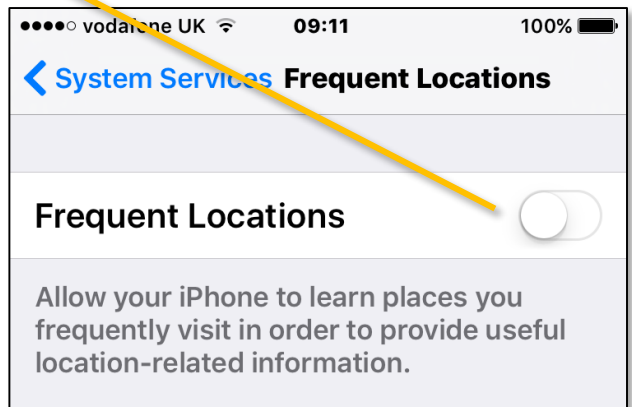 vodafone UK 09:11 100%
System Services Frequent Locations
Frequent Locations
Allow your iPhone to learn places you
frequently visit in order to provide useful
location-related information.